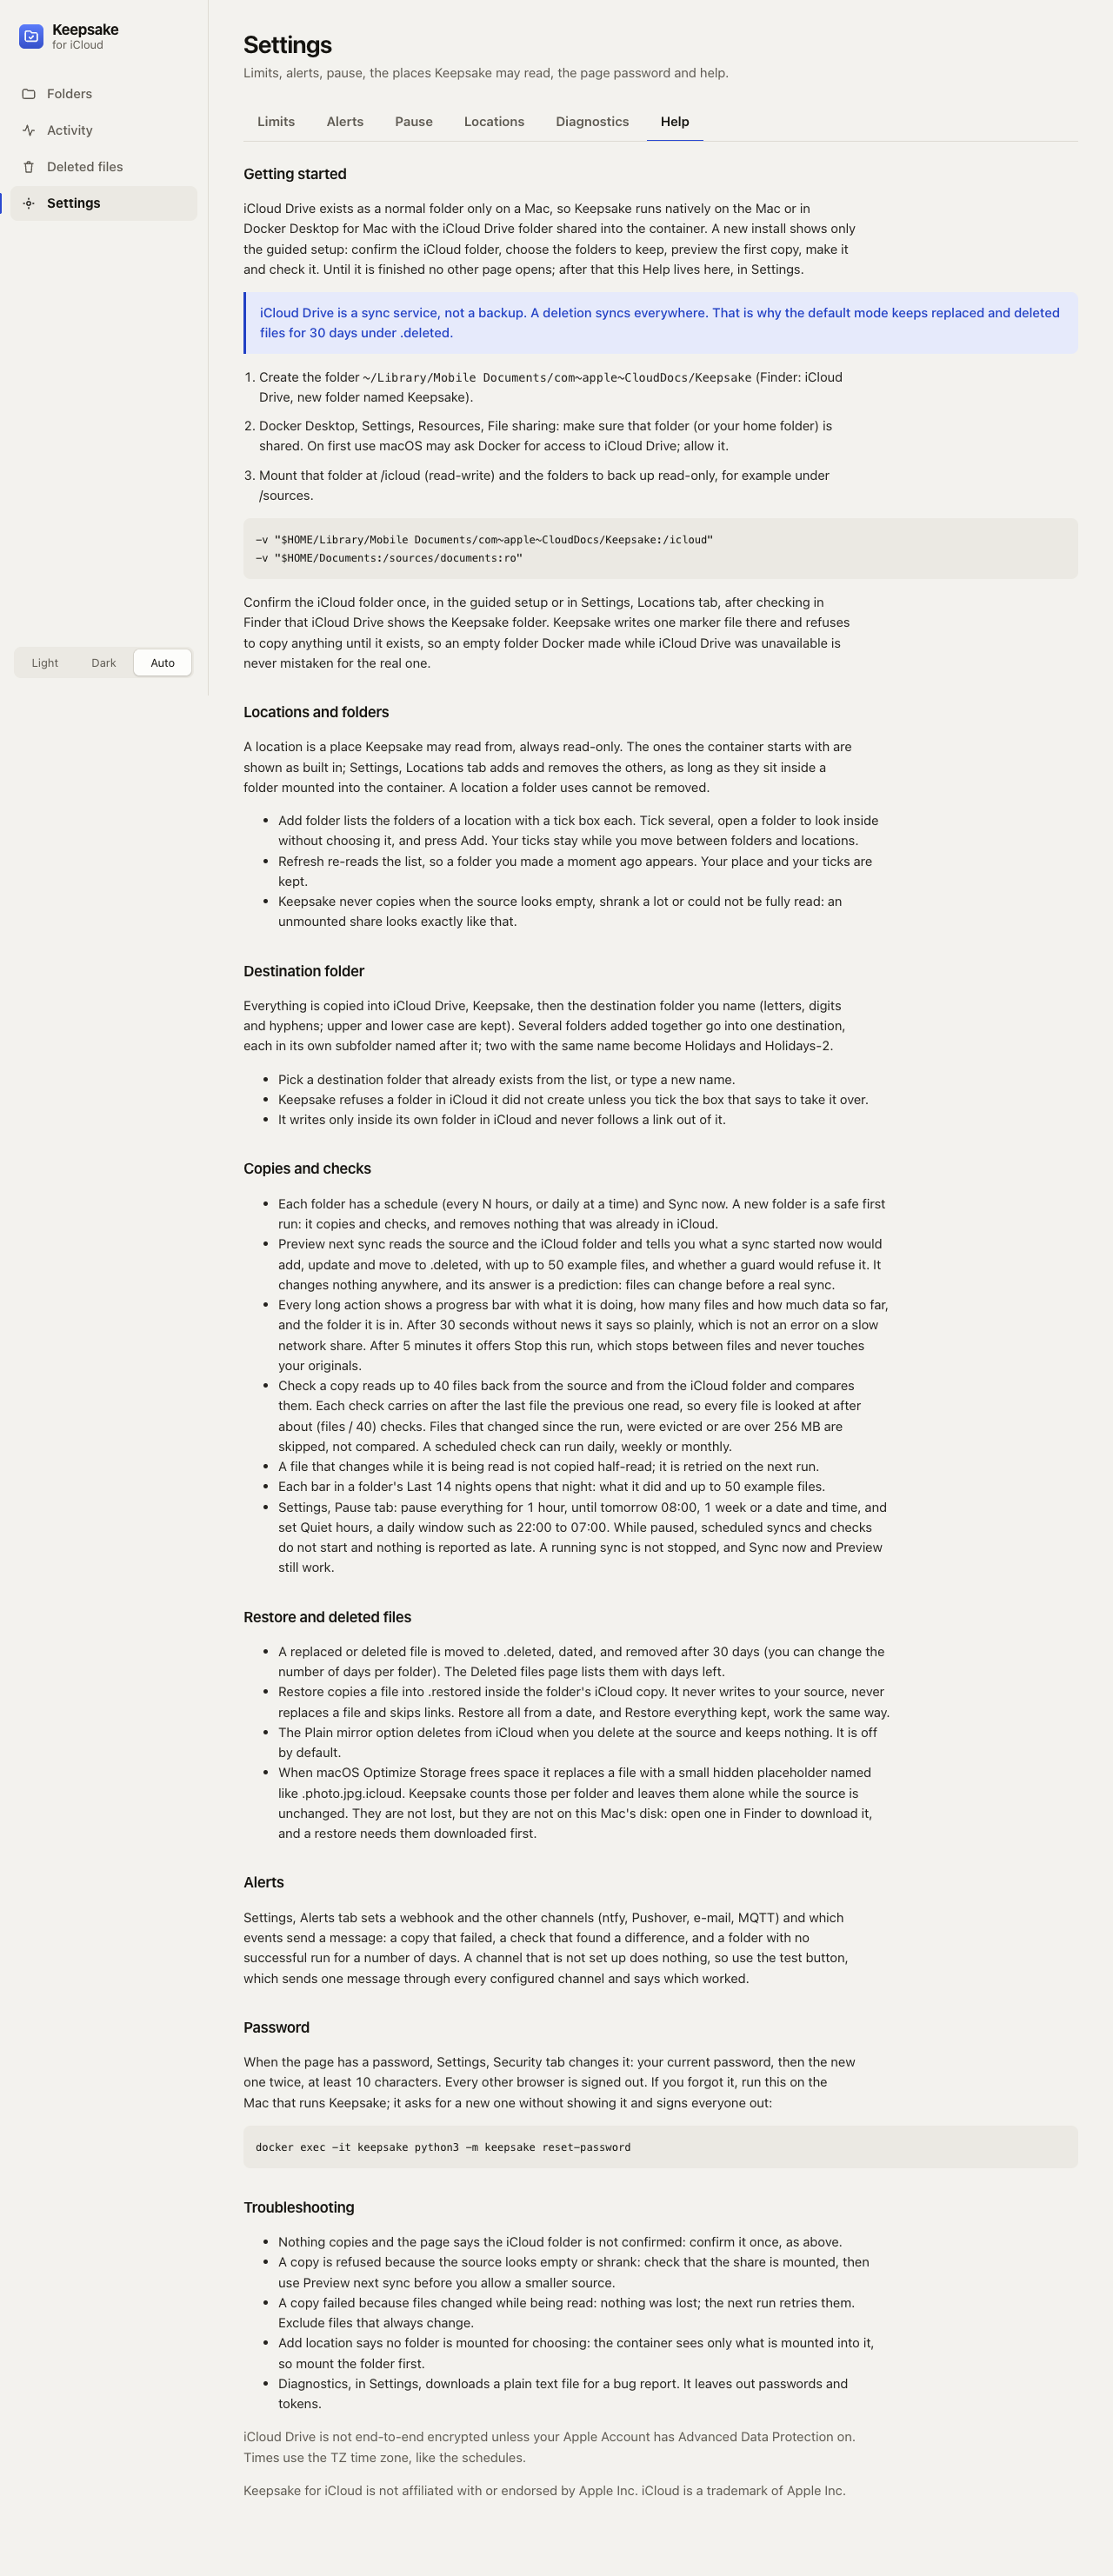 Keepsake
for iCloud
Folders
Activity
Deleted files
Settings
Light
Dark
Auto
Settings
Limits, alerts, pause, the places Keepsake may read, the page password and help.
Limits
Alerts
Pause
Locations
Diagnostics
Help
Getting started
iCloud Drive exists as a normal folder only on a Mac, so Keepsake runs natively on the Mac or in
Docker Desktop for Mac with the iCloud Drive folder shared into the container. A new install shows only
the guided setup: confirm the iCloud folder, choose the folders to keep, preview the first copy, make it
and check it. Until it is finished no other page opens; after that this Help lives here, in Settings.
iCloud Drive is a sync service, not a backup. A deletion syncs everywhere. That is why the default mode keeps replaced and deleted
files for 30 days under .deleted.
1. Create the folder ~/Library/Mobile Documents/com~apple~CloudDocs/Keepsake (Finder: iCloud
Drive, new folder named Keepsake).
2. Docker Desktop, Settings, Resources, File sharing: make sure that folder (or your home folder) is
shared. On first use macOS may ask Docker for access to iCloud Drive; allow it.
3. Mount that folder at /icloud (read-write) and the folders to back up read-only, for example under
/sources.
-v "$HOME/Library/Mobile Documents/com~apple~CloudDocs/Keepsake:/icloud"
-v "$HOME/Documents:/sources/documents:ro"
Confirm the iCloud folder once, in the guided setup or in Settings, Locations tab, after checking in
Finder that iCloud Drive shows the Keepsake folder. Keepsake writes one marker file there and refuses
to copy anything until it exists, so an empty folder Docker made while iCloud Drive was unavailable is
never mistaken for the real one.
Locations and folders
A location is a place Keepsake may read from, always read-only. The ones the container starts with are
shown as built in; Settings, Locations tab adds and removes the others, as long as they sit inside a
folder mounted into the container. A location a folder uses cannot be removed.
• Add folder lists the folders of a location with a tick box each. Tick several, open a folder to look inside
without choosing it, and press Add. Your ticks stay while you move between folders and locations.
• Refresh re-reads the list, so a folder you made a moment ago appears. Your place and your ticks are
kept.
• Keepsake never copies when the source looks empty, shrank a lot or could not be fully read: an
unmounted share looks exactly like that.
Destination folder
Everything is copied into iCloud Drive, Keepsake, then the destination folder you name (letters, digits
and hyphens; upper and lower case are kept). Several folders added together go into one destination,
each in its own subfolder named after it; two with the same name become Holidays and Holidays-2.
• Pick a destination folder that already exists from the list, or type a new name.
• Keepsake refuses a folder in iCloud it did not create unless you tick the box that says to take it over.
• It writes only inside its own folder in iCloud and never follows a link out of it.
Copies and checks
• Each folder has a schedule (every N hours, or daily at a time) and Sync now. A new folder is a safe first
run: it copies and checks, and removes nothing that was already in iCloud.
• Preview next sync reads the source and the iCloud folder and tells you what a sync started now would
add, update and move to .deleted, with up to 50 example files, and whether a guard would refuse it. It
changes nothing anywhere, and its answer is a prediction: files can change before a real sync.
• Every long action shows a progress bar with what it is doing, how many files and how much data so far,
and the folder it is in. After 30 seconds without news it says so plainly, which is not an error on a slow
network share. After 5 minutes it offers Stop this run, which stops between files and never touches
your originals.
• Check a copy reads up to 40 files back from the source and from the iCloud folder and compares
them. Each check carries on after the last file the previous one read, so every file is looked at after
about (files / 40) checks. Files that changed since the run, were evicted or are over 256 MB are
skipped, not compared. A scheduled check can run daily, weekly or monthly.
• A file that changes while it is being read is not copied half-read; it is retried on the next run.
• Each bar in a folder's Last 14 nights opens that night: what it did and up to 50 example files.
• Settings, Pause tab: pause everything for 1 hour, until tomorrow 08:00, 1 week or a date and time, and
set Quiet hours, a daily window such as 22:00 to 07:00. While paused, scheduled syncs and checks
do not start and nothing is reported as late. A running sync is not stopped, and Sync now and Preview
still work.
Restore and deleted files
• A replaced or deleted file is moved to .deleted, dated, and removed after 30 days (you can change the
number of days per folder). The Deleted files page lists them with days left.
• Restore copies a file into .restored inside the folder's iCloud copy. It never writes to your source, never
replaces a file and skips links. Restore all from a date, and Restore everything kept, work the same way.
• The Plain mirror option deletes from iCloud when you delete at the source and keeps nothing. It is off
by default.
• When macOS Optimize Storage frees space it replaces a file with a small hidden placeholder named
like .photo.jpg.icloud. Keepsake counts those per folder and leaves them alone while the source is
unchanged. They are not lost, but they are not on this Mac's disk: open one in Finder to download it,
and a restore needs them downloaded first.
Alerts
Settings, Alerts tab sets a webhook and the other channels (ntfy, Pushover, e-mail, MQTT) and which
events send a message: a copy that failed, a check that found a difference, and a folder with no
successful run for a number of days. A channel that is not set up does nothing, so use the test button,
which sends one message through every configured channel and says which worked.
Password
When the page has a password, Settings, Security tab changes it: your current password, then the new
one twice, at least 10 characters. Every other browser is signed out. If you forgot it, run this on the
Mac that runs Keepsake; it asks for a new one without showing it and signs everyone out:
docker exec -it keepsake python3 -m keepsake reset-password
Troubleshooting
• Nothing copies and the page says the iCloud folder is not confirmed: confirm it once, as above.
• A copy is refused because the source looks empty or shrank: check that the share is mounted, then
use Preview next sync before you allow a smaller source.
• A copy failed because files changed while being read: nothing was lost; the next run retries them.
Exclude files that always change.
• Add location says no folder is mounted for choosing: the container sees only what is mounted into it,
so mount the folder first.
• Diagnostics, in Settings, downloads a plain text file for a bug report. It leaves out passwords and
tokens.
iCloud Drive is not end-to-end encrypted unless your Apple Account has Advanced Data Protection on.
Times use the TZ time zone, like the schedules.
Keepsake for iCloud is not affiliated with or endorsed by Apple Inc. iCloud is a trademark of Apple Inc.